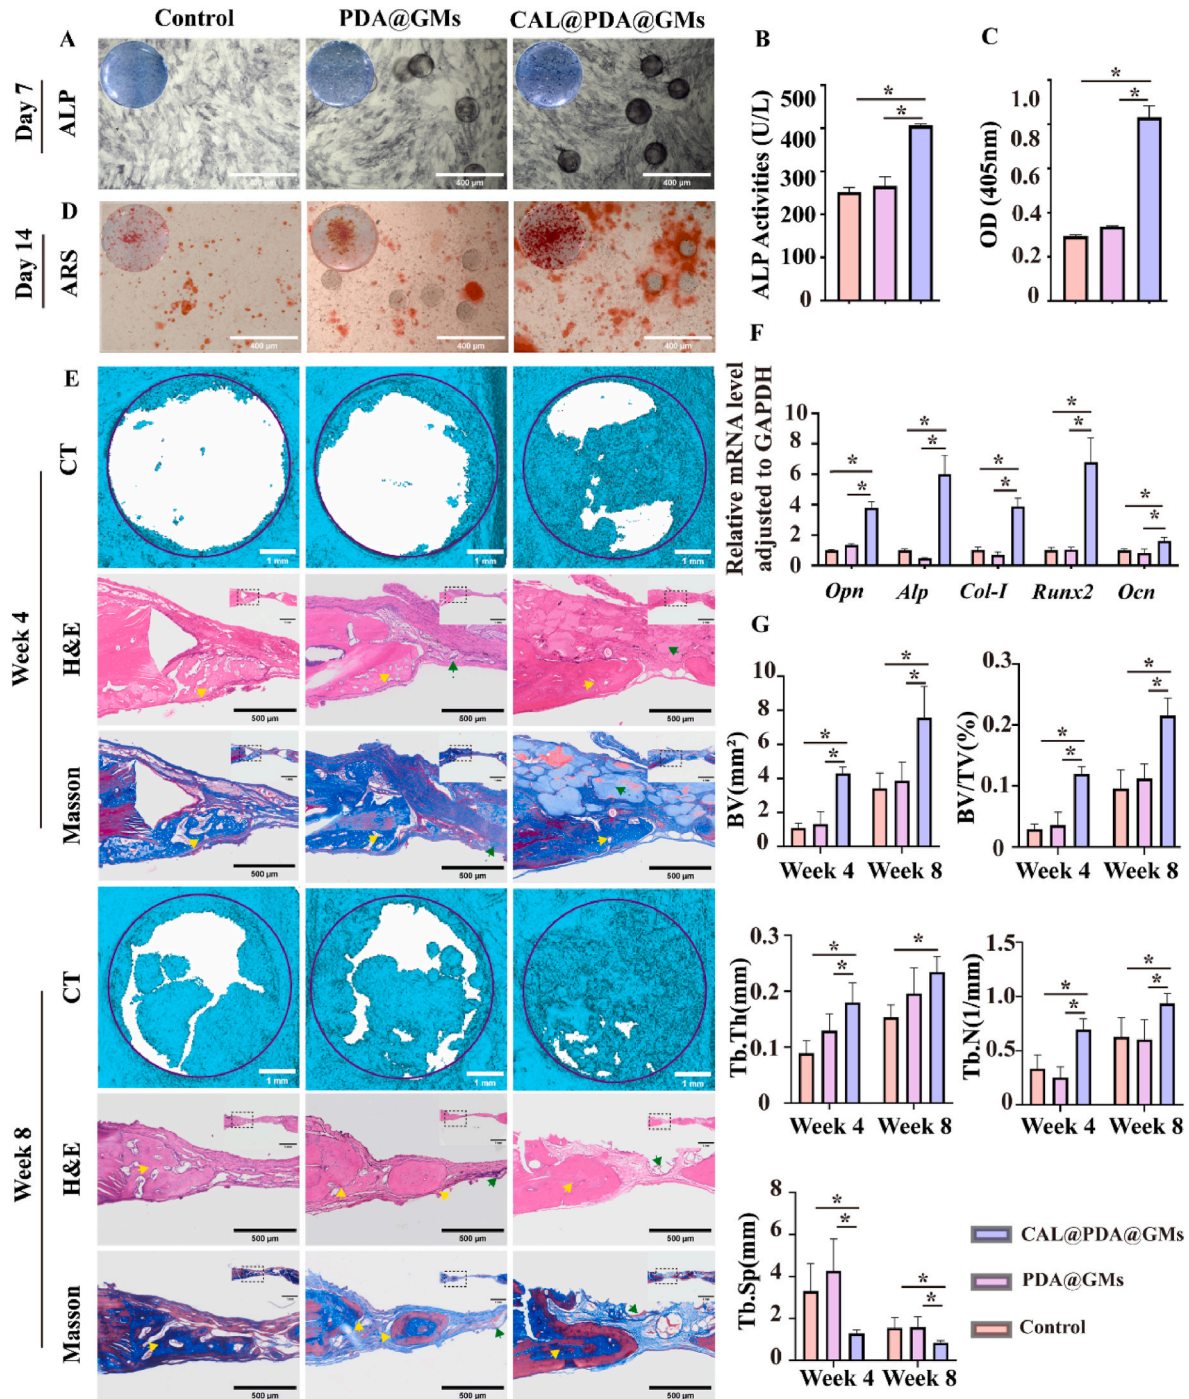 Control PDA@GMs CAL@PDA@GMs
A
Day 7
ALP
400 μm 400 μm 400 μm
D
Day 14
ARS
400 μm 400 μm 400 μm
E
CT
1 mm 1 mm 1 mm
Week 4
H&E
500 μm 500 μm 500 μm
Masson
500 μm 500 μm 500 μm
CT
1 mm 1 mm 1 mm
Week 8
H&E
500 μm 500 μm 500 μm
Masson
500 μm 500 μm 500 μm
B
ALP Activities (U/L)
500
400
300
200
100
0
* *
C
OD (405nm)
1.0
0.8
0.6
0.4
0.2
0
* *
F
Relative mRNA level
adjusted to GAPDH
10
8
6
4
2
0
* * * * * * * * * *
Opn Alp Col-I Runx2 Ocn
G
BV(mm²)
10
8
6
4
2
0
* * * *
Week 4 Week 8
BV/TV(%)
0.3
0.2
0.1
0
* * * *
Week 4 Week 8
Tb.Th(mm)
0.3
0.2
0.1
0
* * *
Week 4 Week 8
Tb.N(1/mm)
1.5
1.0
0.5
0
* * * *
Week 4 Week 8
Tb.Sp(mm)
8
6
4
2
0
* * * *
Week 4 Week 8
CAL@PDA@GMs
PDA@GMs
Control